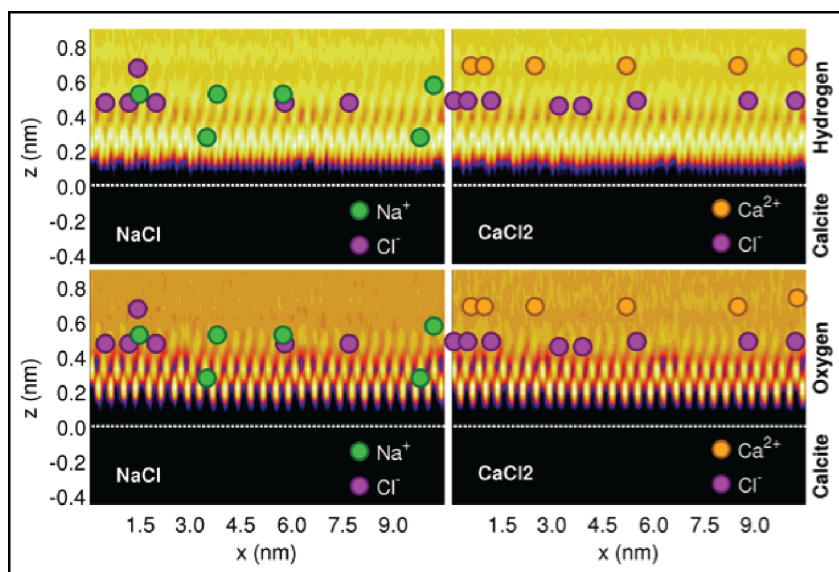 0.8
0.6
0.4
0.2
0.0
-0.2
-0.4
z (nm)
NaCl
Na+
Cl-
CaCl2
Ca2+
Cl-
Hydrogen
Calcite
0.8
0.6
0.4
0.2
0.0
-0.2
-0.4
z (nm)
NaCl
Na+
Cl-
CaCl2
Ca2+
Cl-
Oxygen
Calcite
1.5 3.0 4.5 6.0 7.5 9.0
1.5 3.0 4.5 6.0 7.5 9.0
x (nm)
x (nm)